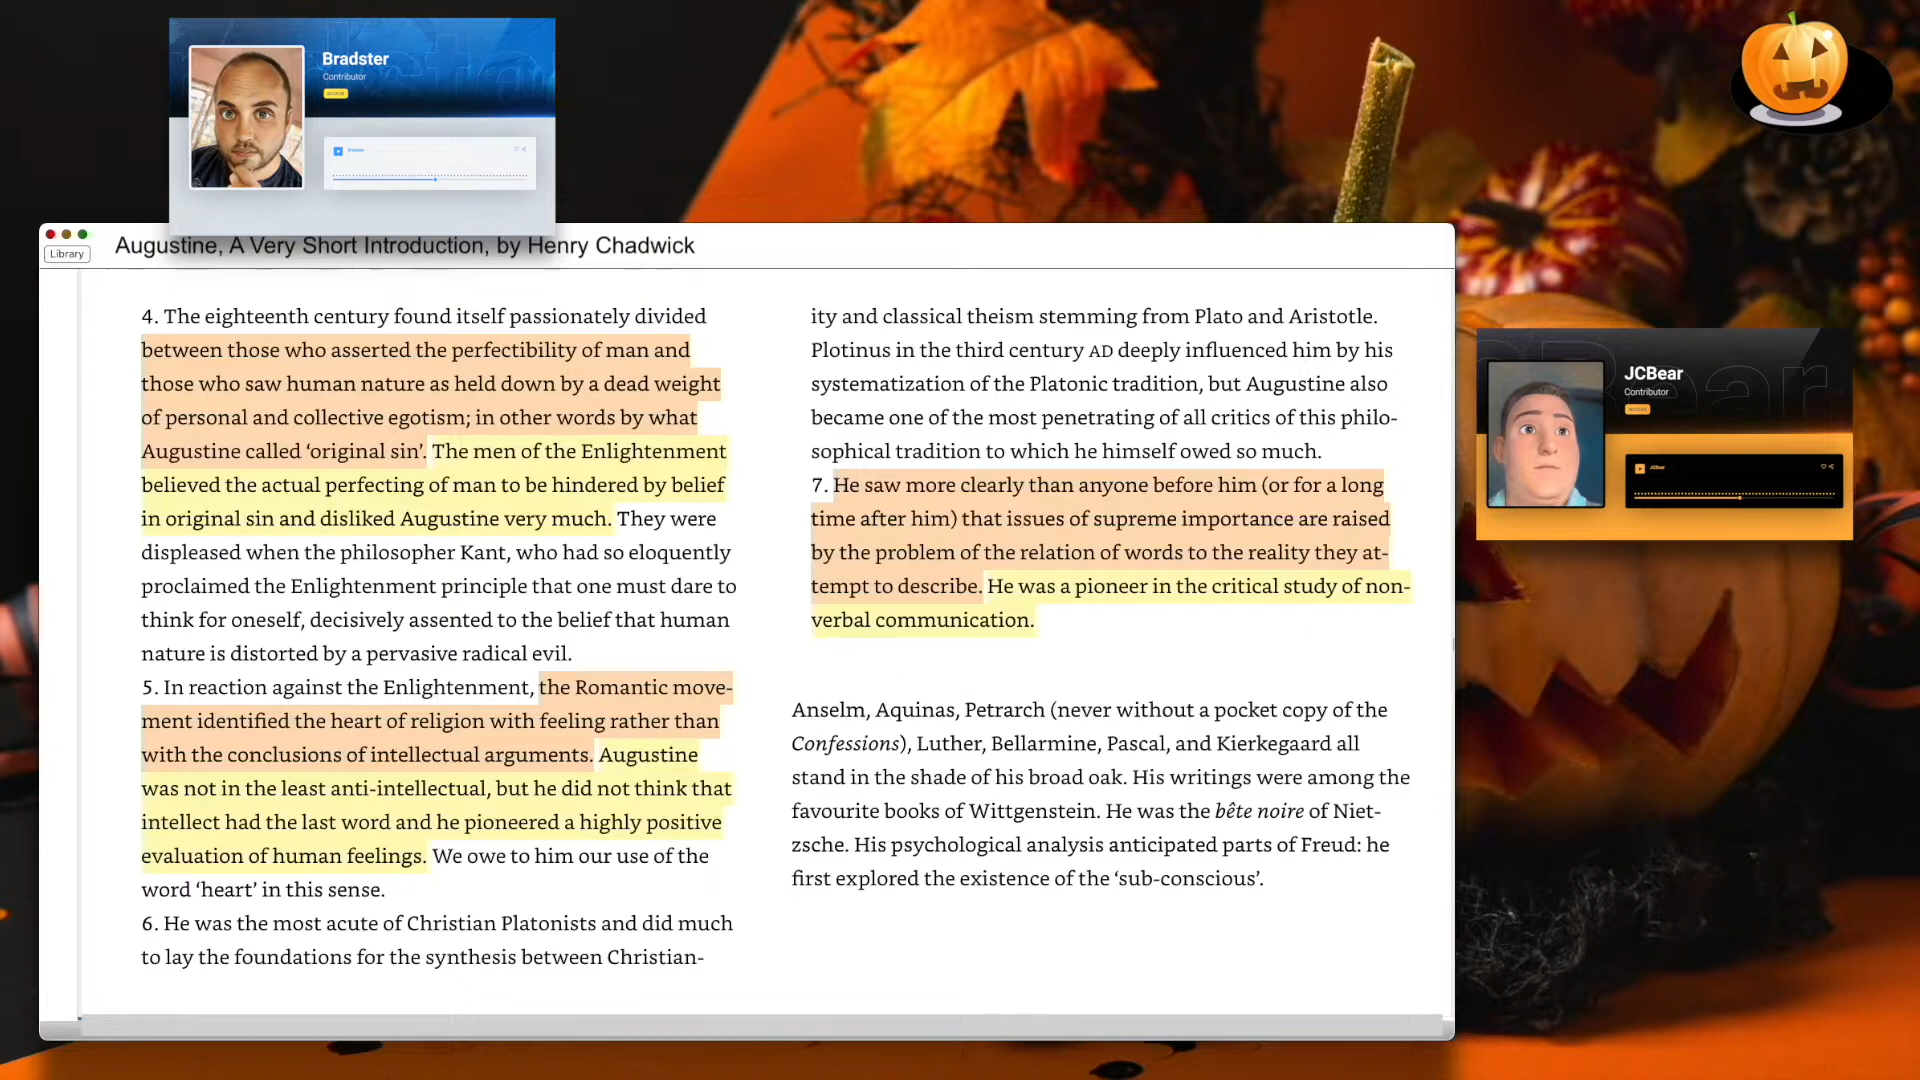 Bradster
Contributor
Bradster
Library
Augustine, A Very Short Introduction, by Henry Chadwick
4. The eighteenth century found itself passionately divided
between those who asserted the perfectibility of man and
those who saw human nature as held down by a dead weight
of personal and collective egotism; in other words by what
Augustine called ‘original sin’. The men of the Enlightenment
believed the actual perfecting of man to be hindered by belief
in original sin and disliked Augustine very much. They were
displeased when the philosopher Kant, who had so eloquently
proclaimed the Enlightenment principle that one must dare to
think for oneself, decisively assented to the belief that human
nature is distorted by a pervasive radical evil.
5. In reaction against the Enlightenment, the Romantic move-
ment identified the heart of religion with feeling rather than
with the conclusions of intellectual arguments. Augustine
was not in the least anti-intellectual, but he did not think that
intellect had the last word and he pioneered a highly positive
evaluation of human feelings. We owe to him our use of the
word ‘heart’ in this sense.
6. He was the most acute of Christian Platonists and did much
to lay the foundations for the synthesis between Christian-
ity and classical theism stemming from Plato and Aristotle.
Plotinus in the third century AD deeply influenced him by his
systematization of the Platonic tradition, but Augustine also
became one of the most penetrating of all critics of this philo-
sophical tradition to which he himself owed so much.
7. He saw more clearly than anyone before him (or for a long
time after him) that issues of supreme importance are raised
by the problem of the relation of words to the reality they at-
tempt to describe. He was a pioneer in the critical study of non-
verbal communication.
Anselm, Aquinas, Petrarch (never without a pocket copy of the
Confessions), Luther, Bellarmine, Pascal, and Kierkegaard all
stand in the shade of his broad oak. His writings were among the
favourite books of Wittgenstein. He was the bête noire of Niet-
zsche. His psychological analysis anticipated parts of Freud: he
first explored the existence of the ‘sub-conscious’.
JCBear
Contributor
JCBear